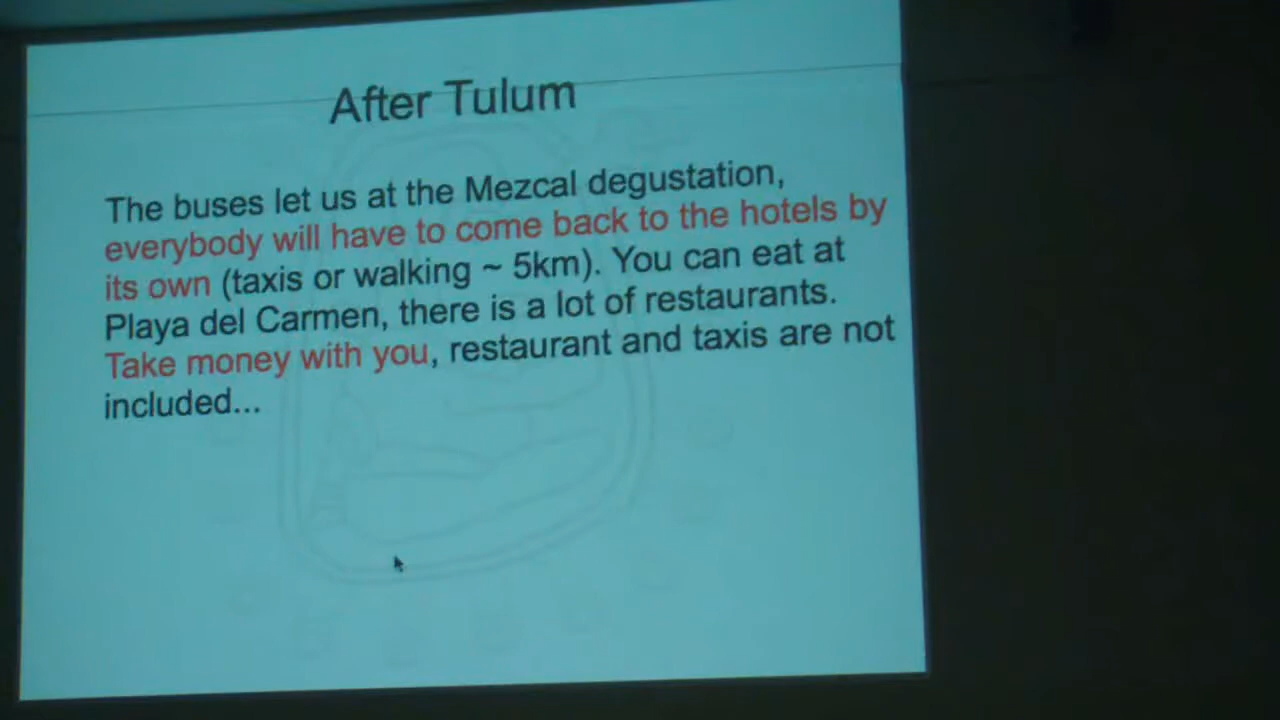 After Tulum
The buses let us at the Mezcal degustation,
everybody will have to come back to the hotels by
its own (taxis or walking ~ 5km). You can eat at
Playa del Carmen, there is a lot of restaurants.
Take money with you, restaurant and taxis are not
included...